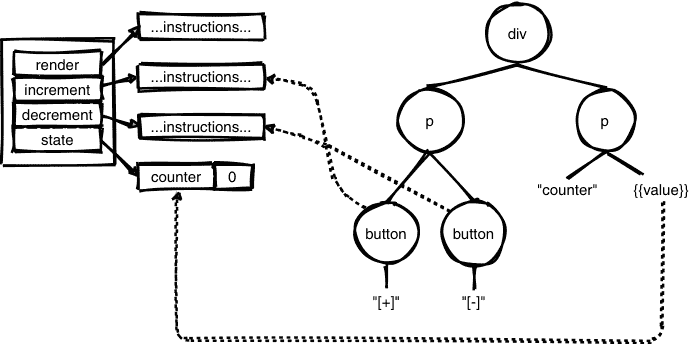 ...instructions...
render
increment
decrement
state
...instructions...
...instructions...
counter 0
div
p
p
"counter"
{{value}}
button
button
"[+]"
"[-]"